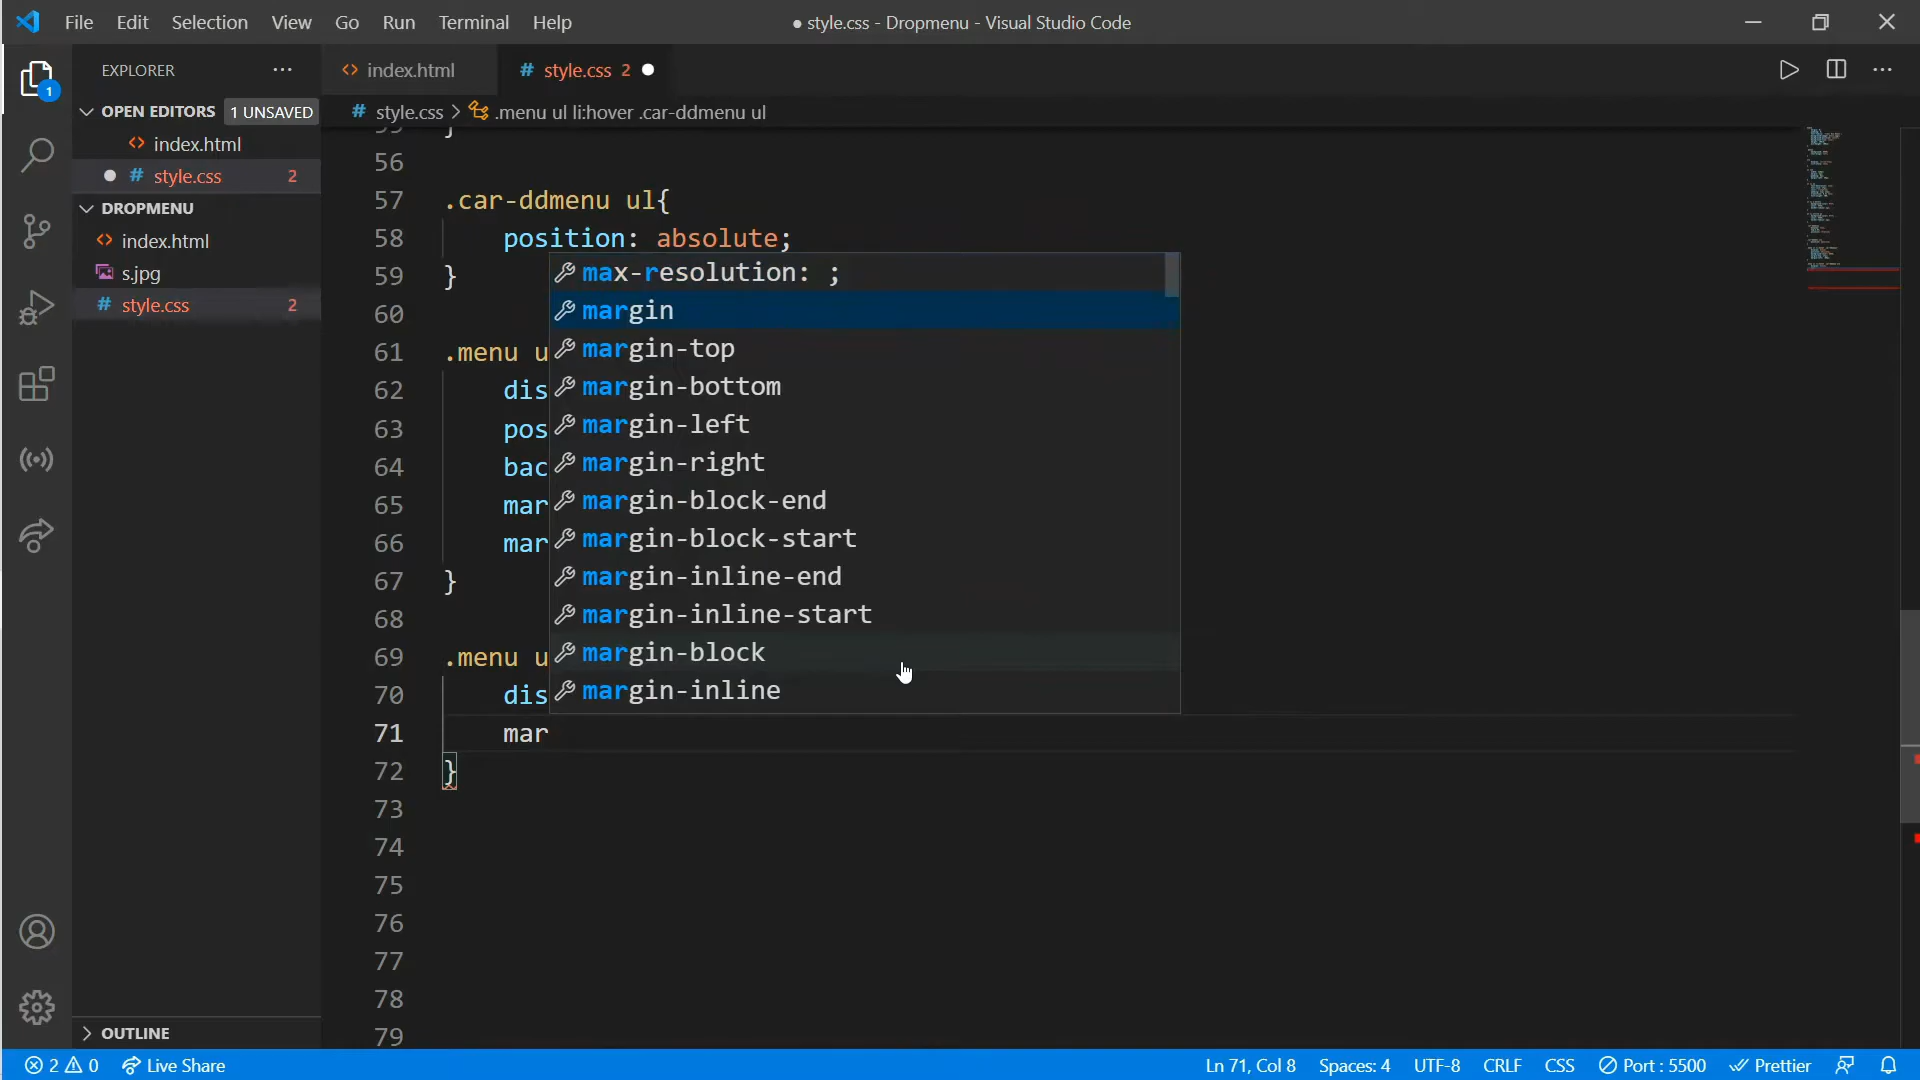 File Edit Selection View Go Run Terminal Help
● style.css - Dropmenu - Visual Studio Code
EXPLORER ···
index.html
# style.css 2 ●
OPEN EDITORS 1 UNSAVED
# style.css > .menu ul li:hover .car-ddmenu ul
index.html
● # style.css 2
DROPMENU
index.html
s.jpg
# style.css 2
56
57 .car-ddmenu ul{
58 position: absolute;
59 }
60
61 .menu u
62 dis
63 pos
64 bac
65 mar
66 mar
67 }
68
69 .menu u
70 dis
71 mar
72 }
73
74
75
76
77
78
79
max-resolution: ;
margin
margin-top
margin-bottom
margin-left
margin-right
margin-block-end
margin-block-start
margin-inline-end
margin-inline-start
margin-block
margin-inline
1
OUTLINE
2 0 Live Share
Ln 71, Col 8 Spaces: 4 UTF-8 CRLF CSS Port : 5500 Prettier